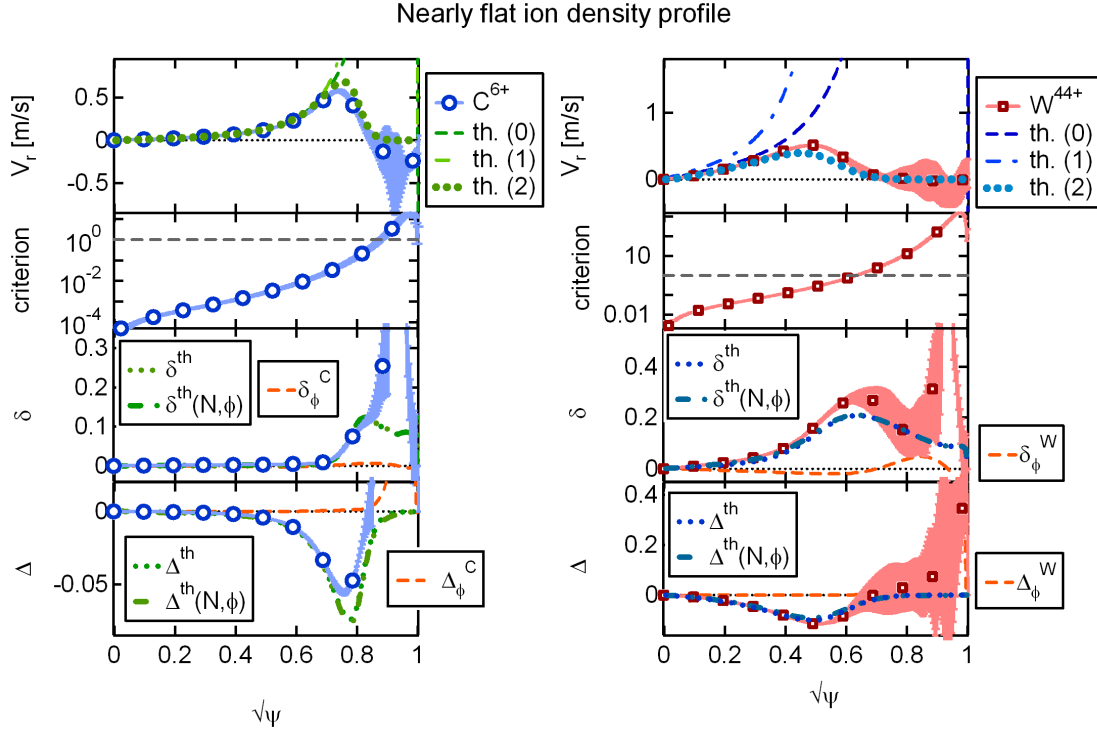 Nearly flat ion density profile
V_r [m/s]
0.5
0
-0.5
C^6+
th. (0)
th. (1)
th. (2)
criterion
10^0
10^-2
10^-4
δ
0.3
0.2
0.1
0
δ^th
δ^th(N,ϕ)
δ_ϕ^C
Δ
0
-0.05
Δ^th
Δ^th(N,ϕ)
Δ_ϕ^C
0 0.2 0.4 0.6 0.8 1
√ψ
V_r [m/s]
1
0
W^44+
th. (0)
th. (1)
th. (2)
criterion
10
0.01
δ
0.4
0.2
0
δ^th
δ^th(N,ϕ)
δ_ϕ^W
Δ
0.4
0.2
0
Δ^th
Δ^th(N,ϕ)
Δ_ϕ^W
0 0.2 0.4 0.6 0.8 1
√ψ